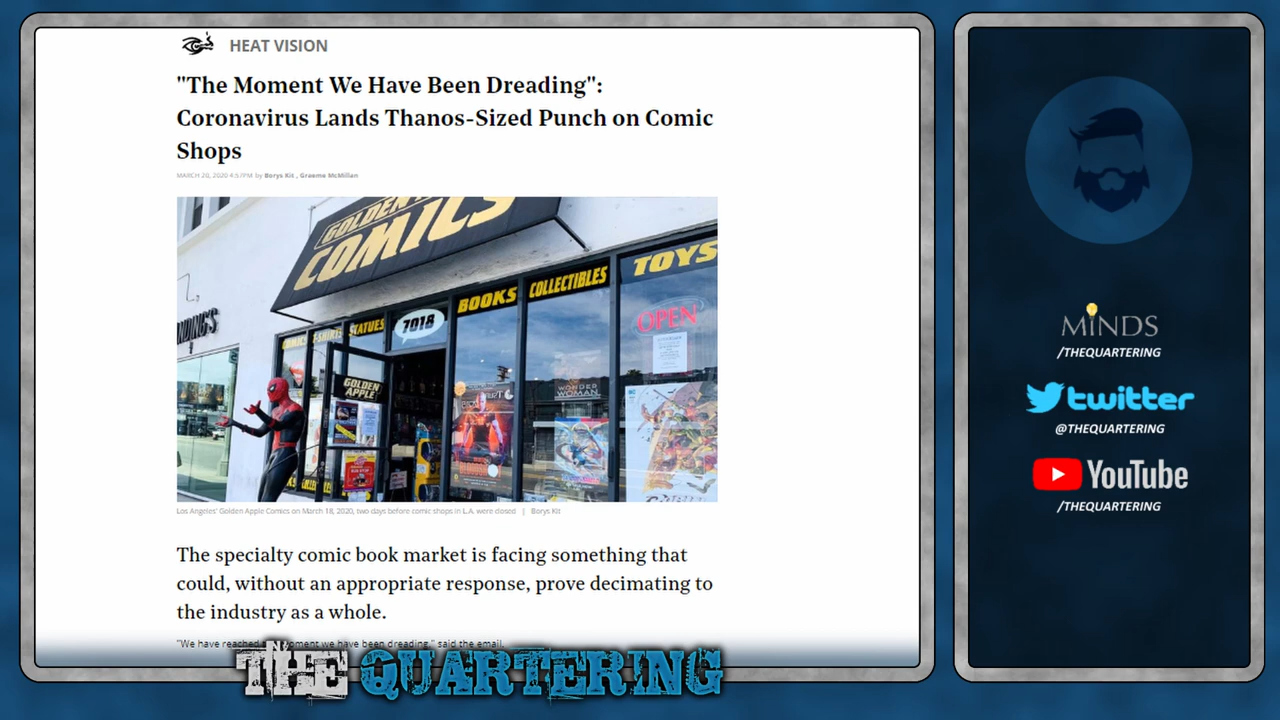 HEAT VISION
"The Moment We Have Been Dreading":
Coronavirus Lands Thanos-Sized Punch on Comic
Shops
MARCH 20, 2020 4:57PM by Borys Kit , Graeme McMillan
GOLDEN
COMICS
TOYS
COLLECTIBLES
BOOKS
STATUES
T-SHIRTS
COMICS
7018
OPEN
GOLDEN
APPLE
WONDER
WOMAN
Los Angeles' Golden Apple Comics on March 18, 2020, two days before comic shops in L.A. were closed | Borys Kit
The specialty comic book market is facing something that
could, without an appropriate response, prove decimating to
the industry as a whole.
"We have reached moment we have been dreading," said the email.
THE QUARTERING
MINDS
/THEQUARTERING
twitter
@THEQUARTERING
YouTube
/THEQUARTERING